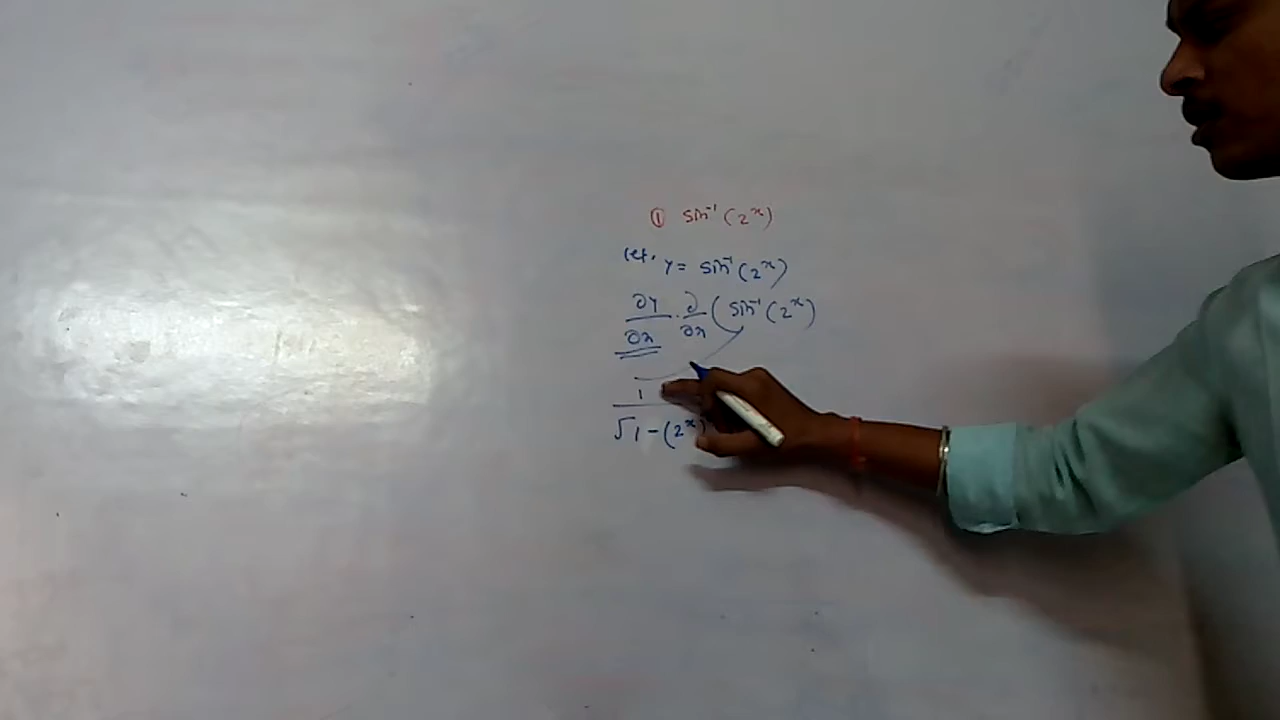 ① sin⁻¹ (2ˣ)
let, y = sin⁻¹ (2ˣ)
∂y/∂x . ∂/∂x ( sin⁻¹ (2ˣ)
1/√1-(2ˣ)